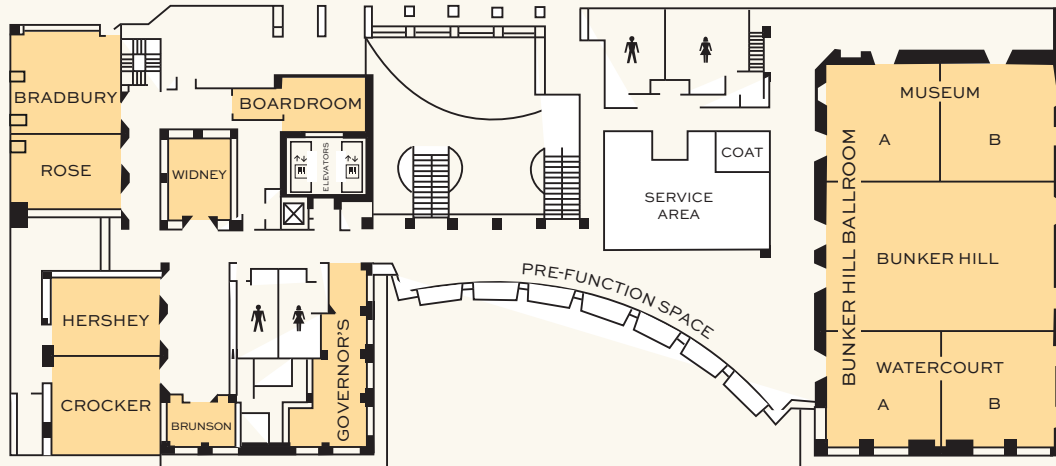 BRADBURY
ROSE
WIDNEY
BOARDROOM
ELEVATORS
COAT
SERVICE
AREA
MUSEUM
A
B
BUNKER HILL BALLROOM
BUNKER HILL
WATERCOURT
A
B
PRE-FUNCTION SPACE
HERSHEY
CROCKER
BRUNSON
GOVERNOR'S